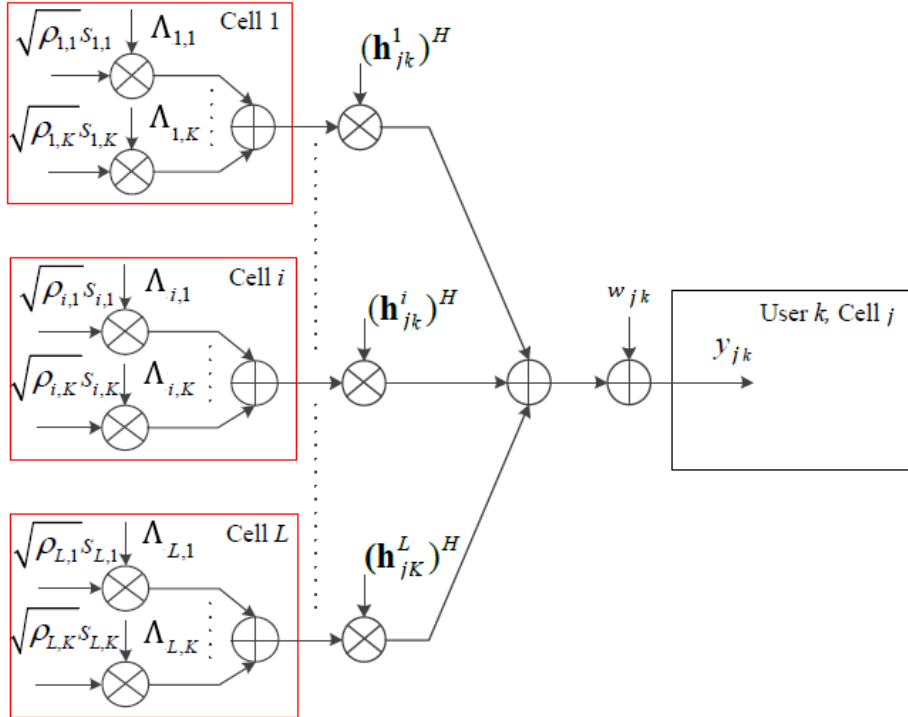 √ρ₁,₁ s₁,₁ Λ₁,₁ Cell 1
(𝐡¹ⱼₖ)ᴴ
√ρ₁,K s₁,K Λ₁,K
√ρᵢ,₁ sᵢ,₁ Λᵢ,₁ Cell i
(𝐡ⁱⱼₖ)ᴴ
wⱼₖ
User k, Cell j
yⱼₖ
√ρᵢ,K sᵢ,K Λᵢ,K
√ρL,₁ sL,₁ ΛL,₁ Cell L
(𝐡ᴸⱼK)ᴴ
√ρL,K sL,K ΛL,K